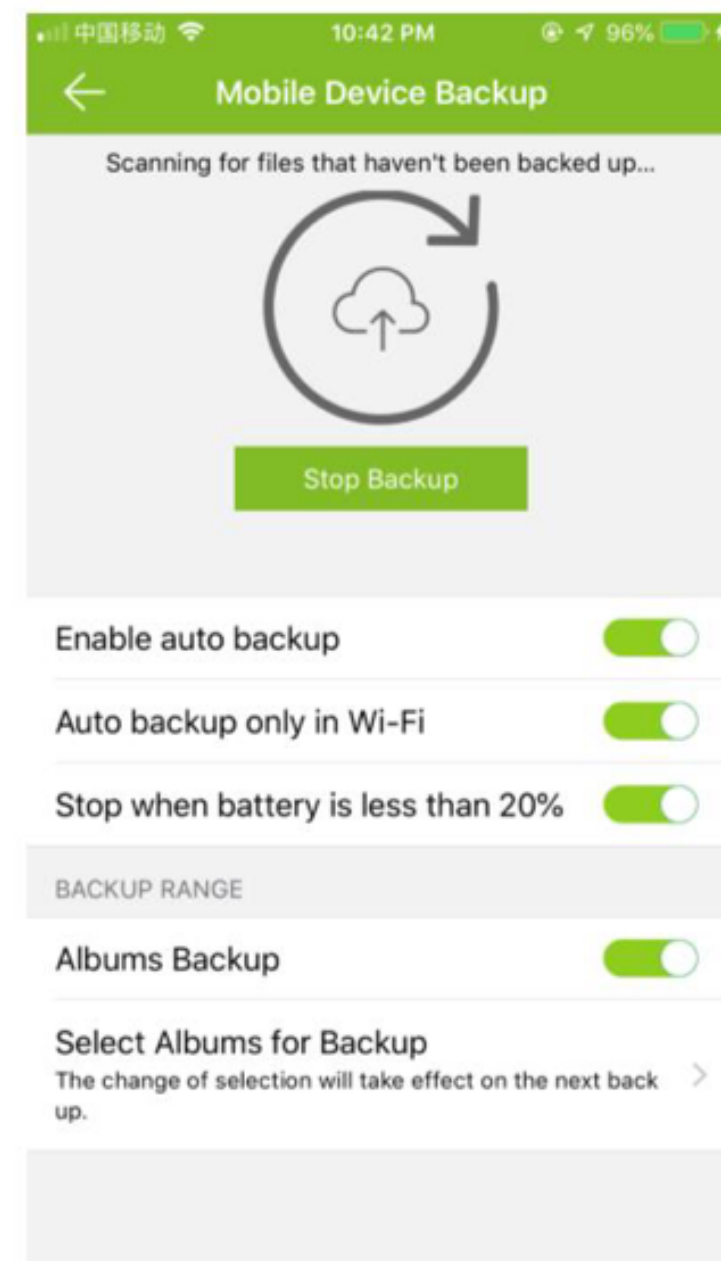 中国移动 10:42 PM 96%
Mobile Device Backup
Scanning for files that haven't been backed up...
Stop Backup
Enable auto backup
Auto backup only in Wi-Fi
Stop when battery is less than 20%
BACKUP RANGE
Albums Backup
Select Albums for Backup
The change of selection will take effect on the next back
up.